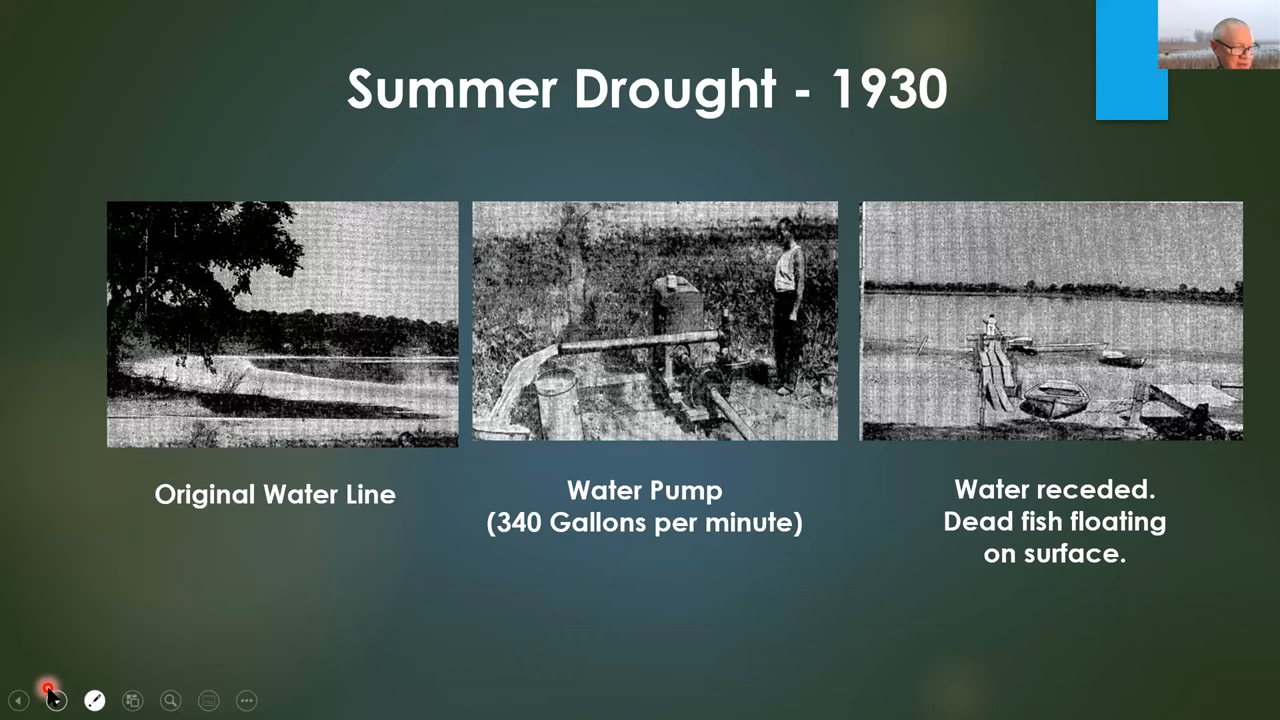 Summer Drought - 1930
Original Water Line
Water Pump
(340 Gallons per minute)
Water receded.
Dead fish floating
on surface.